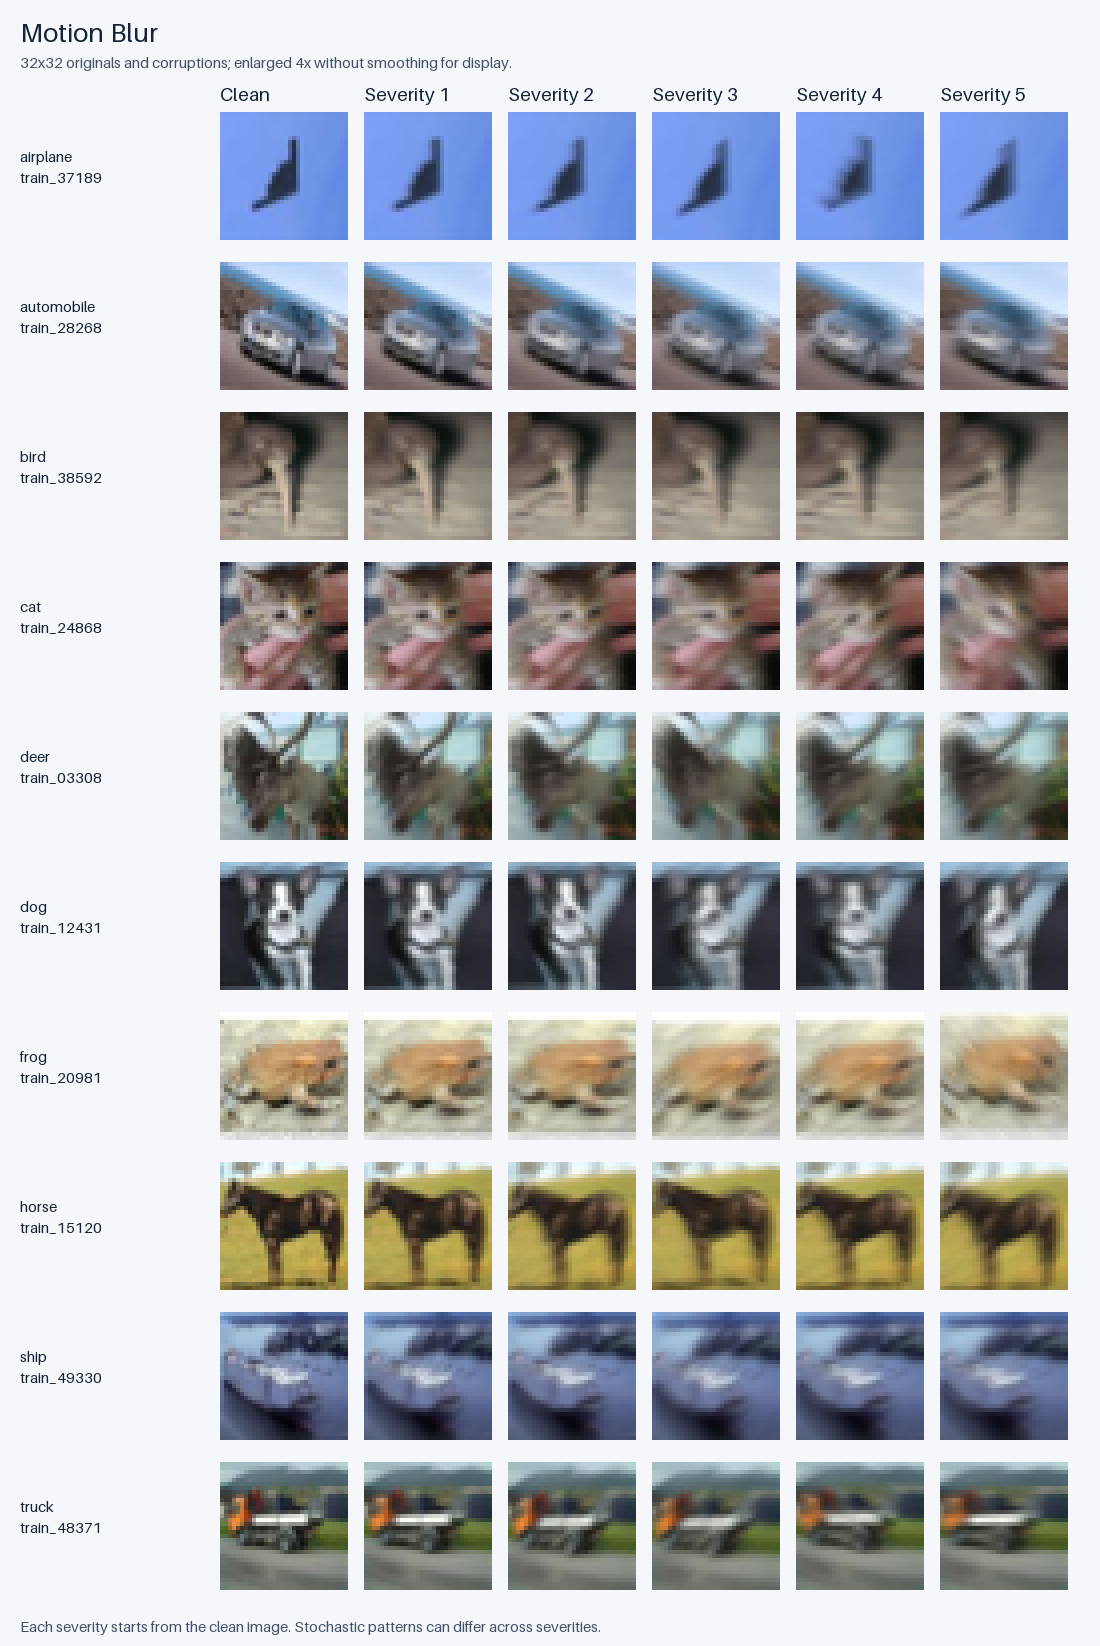 Motion Blur
32x32 originals and corruptions; enlarged 4x without smoothing for display.
Clean Severity 1 Severity 2 Severity 3 Severity 4 Severity 5
airplane
train_37189
automobile
train_28268
bird
train_38592
cat
train_24868
deer
train_03308
dog
train_12431
frog
train_20981
horse
train_15120
ship
train_49330
truck
train_48371
Each severity starts from the clean image. Stochastic patterns can differ across severities.